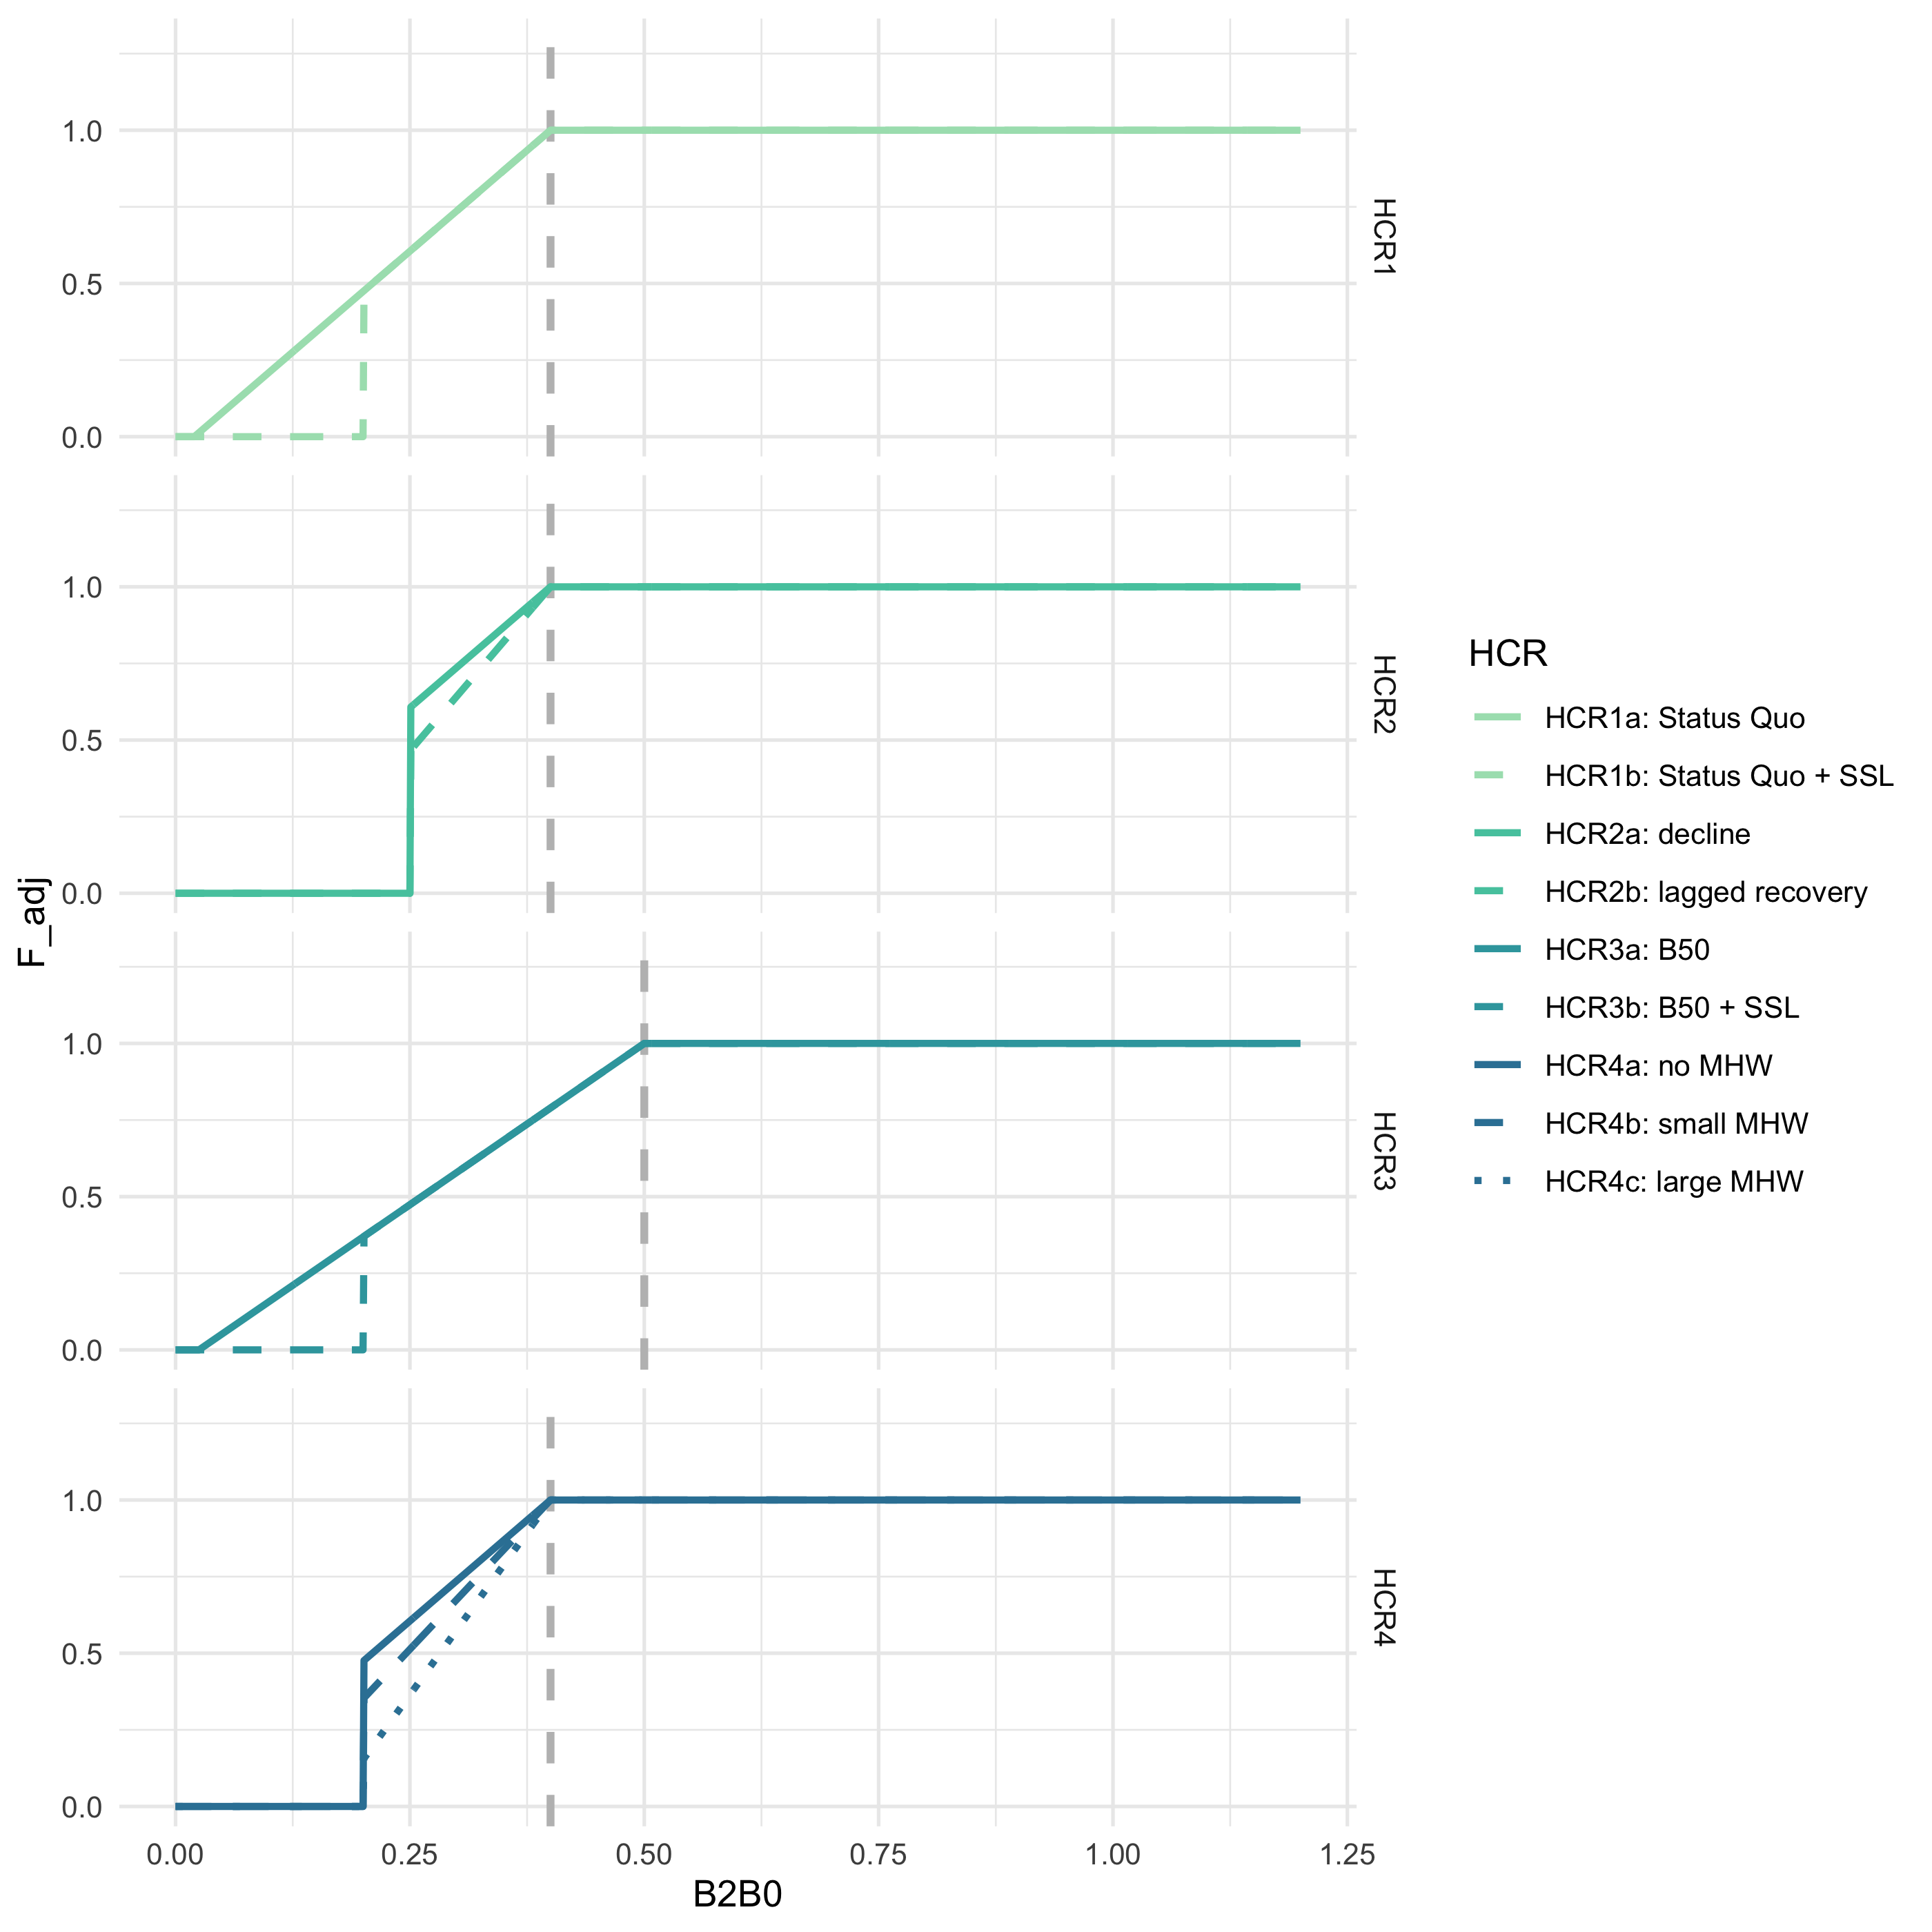 F_adj
1.0
0.5
0.0
HCR1
1.0
0.5
0.0
HCR2
1.0
0.5
0.0
HCR3
1.0
0.5
0.0
HCR4
0.00 0.25 0.50 0.75 1.00 1.25
B2B0
HCR
HCR1a: Status Quo
HCR1b: Status Quo + SSL
HCR2a: decline
HCR2b: lagged recovery
HCR3a: B50
HCR3b: B50 + SSL
HCR4a: no MHW
HCR4b: small MHW
HCR4c: large MHW